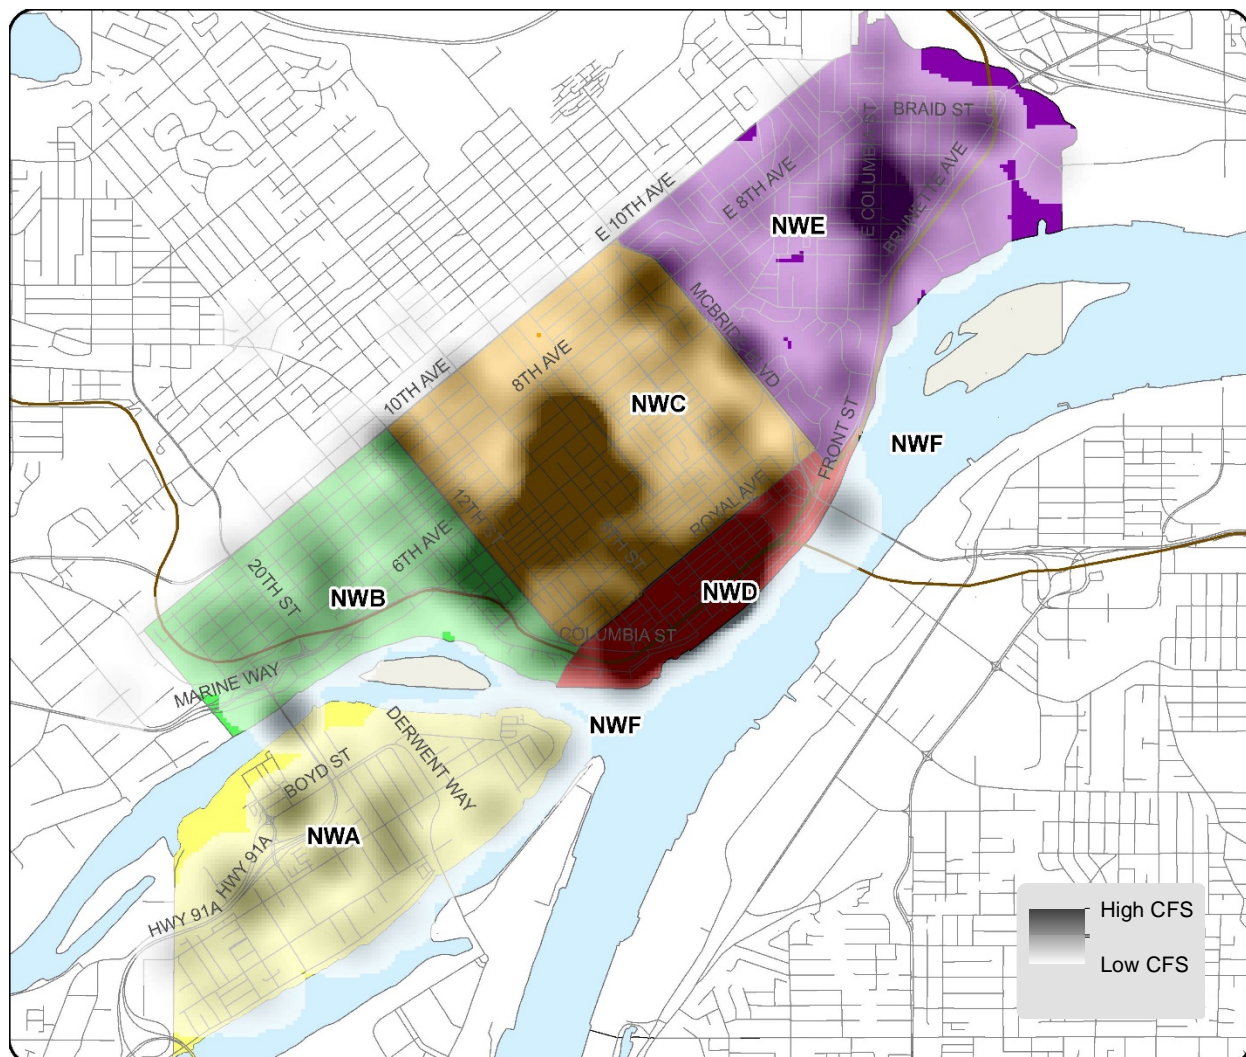 BRAID ST
E COLUMBIA ST
E 10TH AVE
E 8TH AVE
BRUNETTE AVE
NWE
MCBRIDE BLVD
10TH AVE
8TH AVE
NWC
FRONT ST
NWF
12TH ST
6TH AVE
ROYAL AVE
20TH ST
NWB
NWD
COLUMBIA ST
MARINE WAY
NWF
DERWENT WAY
BOYD ST
NWA
HWY 91A
HWY 91A
High CFS
Low CFS